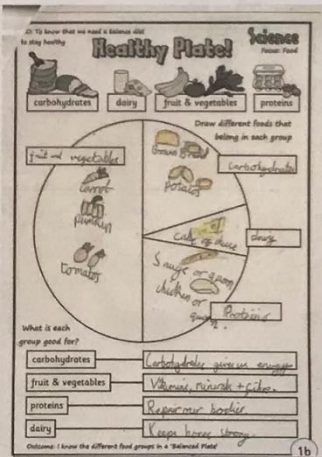 LO: To know that we need a balance diet
to stay healthy
Healthy Plate!
Science
Focus: Food
carbohydrates
dairy
fruit & vegetables
proteins
Draw different foods that
belong in each group
fruit and vegetables
carrot
tomatos
brown bread
Potatos
carbohydrates
dairy
chicken or
Proteins
What is each
group good for?
carbohydrates
Carbohydrates give us energy
fruit & vegetables
Vitamins, minerals + fibre.
proteins
Repair our bodies.
dairy
Keeps bones strong.
Outcome: I know the different food groups in a 'Balanced Plate'
1b